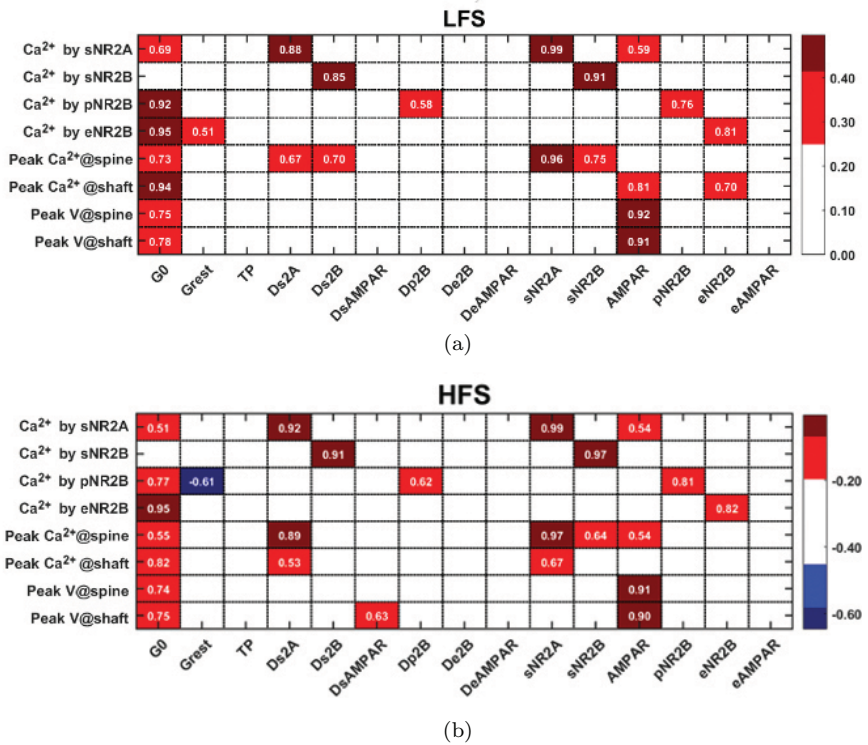 LFS
Ca²⁺ by sNR2A 0.69 0.88 0.99 0.59
Ca²⁺ by sNR2B 0.85 0.91
Ca²⁺ by pNR2B 0.92 0.58 0.76
Ca²⁺ by eNR2B 0.95 0.51 0.81
Peak Ca²⁺@spine 0.73 0.67 0.70 0.96 0.75
Peak Ca²⁺@shaft 0.94 0.81 0.70
Peak V@spine 0.75 0.92
Peak V@shaft 0.78 0.91
0.40
0.30
0.20
0.10
0.00
G0 Grest TP Ds2A Ds2B DsAMPAR Dp2B De2B DeAMPAR sNR2A sNR2B AMPAR pNR2B eNR2B eAMPAR
(a)
HFS
Ca²⁺ by sNR2A 0.51 0.92 0.99 0.54
Ca²⁺ by sNR2B 0.91 0.97
Ca²⁺ by pNR2B 0.77 -0.61 0.62 0.81
Ca²⁺ by eNR2B 0.95 0.82
Peak Ca²⁺@spine 0.55 0.89 0.97 0.64 0.54
Peak Ca²⁺@shaft 0.82 0.53 0.67
Peak V@spine 0.74 0.91
Peak V@shaft 0.75 0.63 0.90
-0.20
-0.40
-0.60
G0 Grest TP Ds2A Ds2B DsAMPAR Dp2B De2B DeAMPAR sNR2A sNR2B AMPAR pNR2B eNR2B eAMPAR
(b)